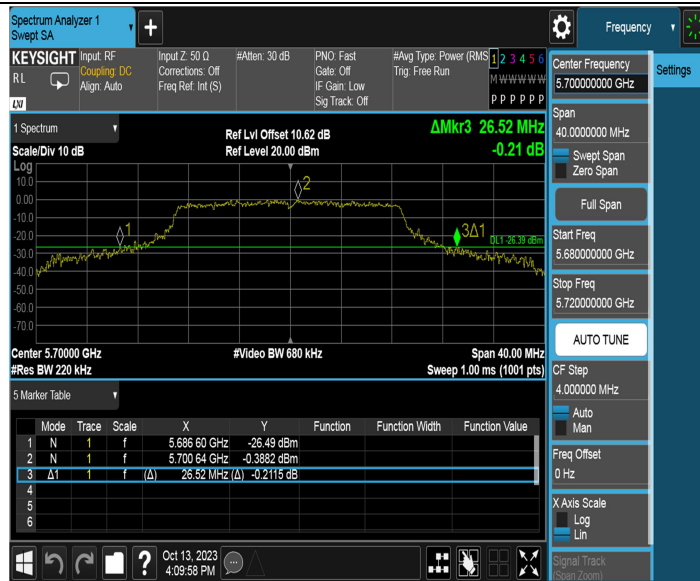 Spectrum Analyzer 1
Swept SA
+
Frequency
KEYSIGHT
RL
LXI
Input: RF
Coupling: DC
Align: Auto
Input Z: 50 Ω
Corrections: Off
Freq Ref: Int (S)
#Atten: 30 dB
PNO: Fast
Gate: Off
IF Gain: Low
Sig Track: Off
#Avg Type: Power (RMS
Trig: Free Run
1 2 3 4 5 6
M W W W W W
P P P P P P
1 Spectrum
Scale/Div 10 dB
Ref Lvl Offset 10.62 dB
Ref Level 20.00 dBm
ΔMkr3 26.52 MHz
-0.21 dB
Log
10.0
0.00
-10.0
-20.0
-30.0
-40.0
-50.0
-60.0
-70.0
1
2
3Δ1
DL1 -26.39 dBm
Center 5.70000 GHz
#Video BW 680 kHz
Span 40.00 MHz
#Res BW 220 kHz
Sweep 1.00 ms (1001 pts)
5 Marker Table
Mode Trace Scale X Y Function Function Width Function Value
1 N 1 f 5.686 60 GHz -26.49 dBm
2 N 1 f 5.700 64 GHz -0.3882 dBm
3 Δ1 1 f (Δ) 26.52 MHz (Δ) -0.2115 dB
4
5
6
?
Oct 13, 2023
4:09:58 PM
Center Frequency
5.700000000 GHz
Span
40.0000000 MHz
Swept Span
Zero Span
Full Span
Start Freq
5.680000000 GHz
Stop Freq
5.720000000 GHz
AUTO TUNE
CF Step
4.000000 MHz
Auto
Man
Freq Offset
0 Hz
X Axis Scale
Log
Lin
Signal Track
(Span Zoom)
Settings